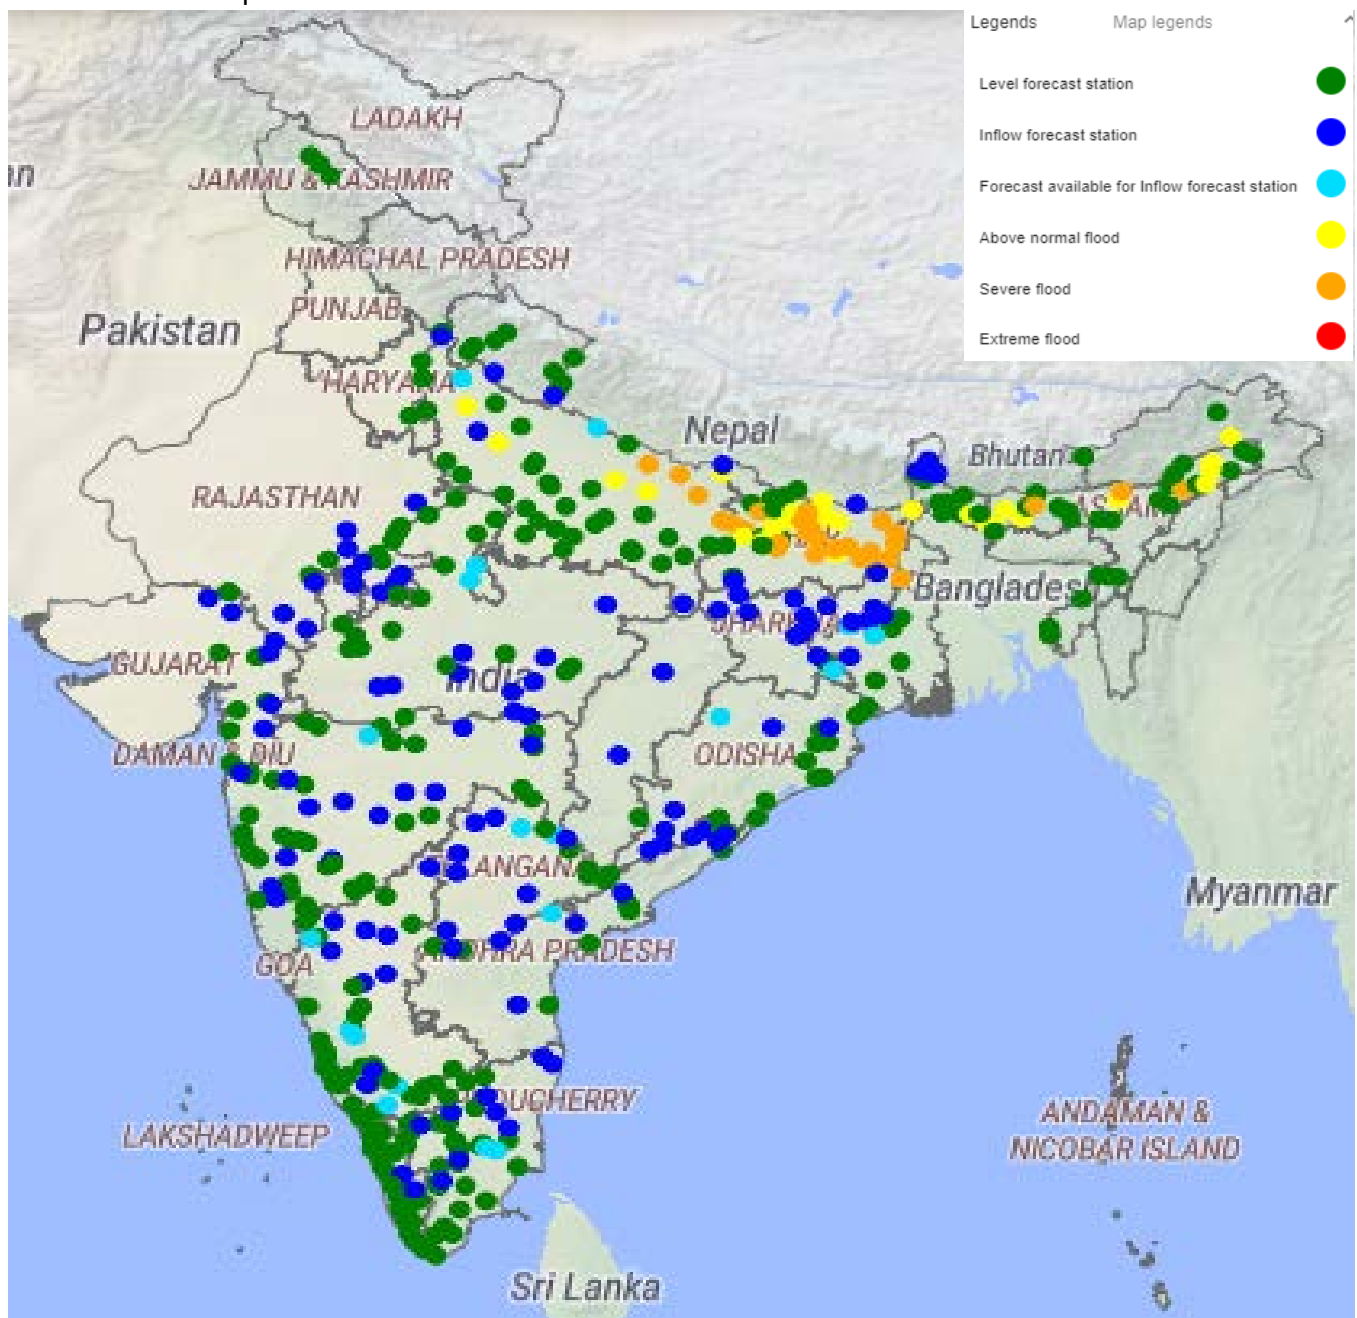 Legends Map legends
Level forecast station
Inflow forecast station
Forecast available for Inflow forecast station
Above normal flood
Severe flood
Extreme flood
LADAKH
JAMMU & KASHMIR
HIMACHAL PRADESH
PUNJAB
Pakistan
HARYANA
Nepal
Bhutan
RAJASTHAN
Bangladesh
GUJARAT
India
DAMAN & DIU
ODISHA
Myanmar
TELANGANA
ANDHRA PRADESH
GOA
LAKSHADWEEP
ANDAMAN &
NICOBAR ISLAND
Sri Lanka